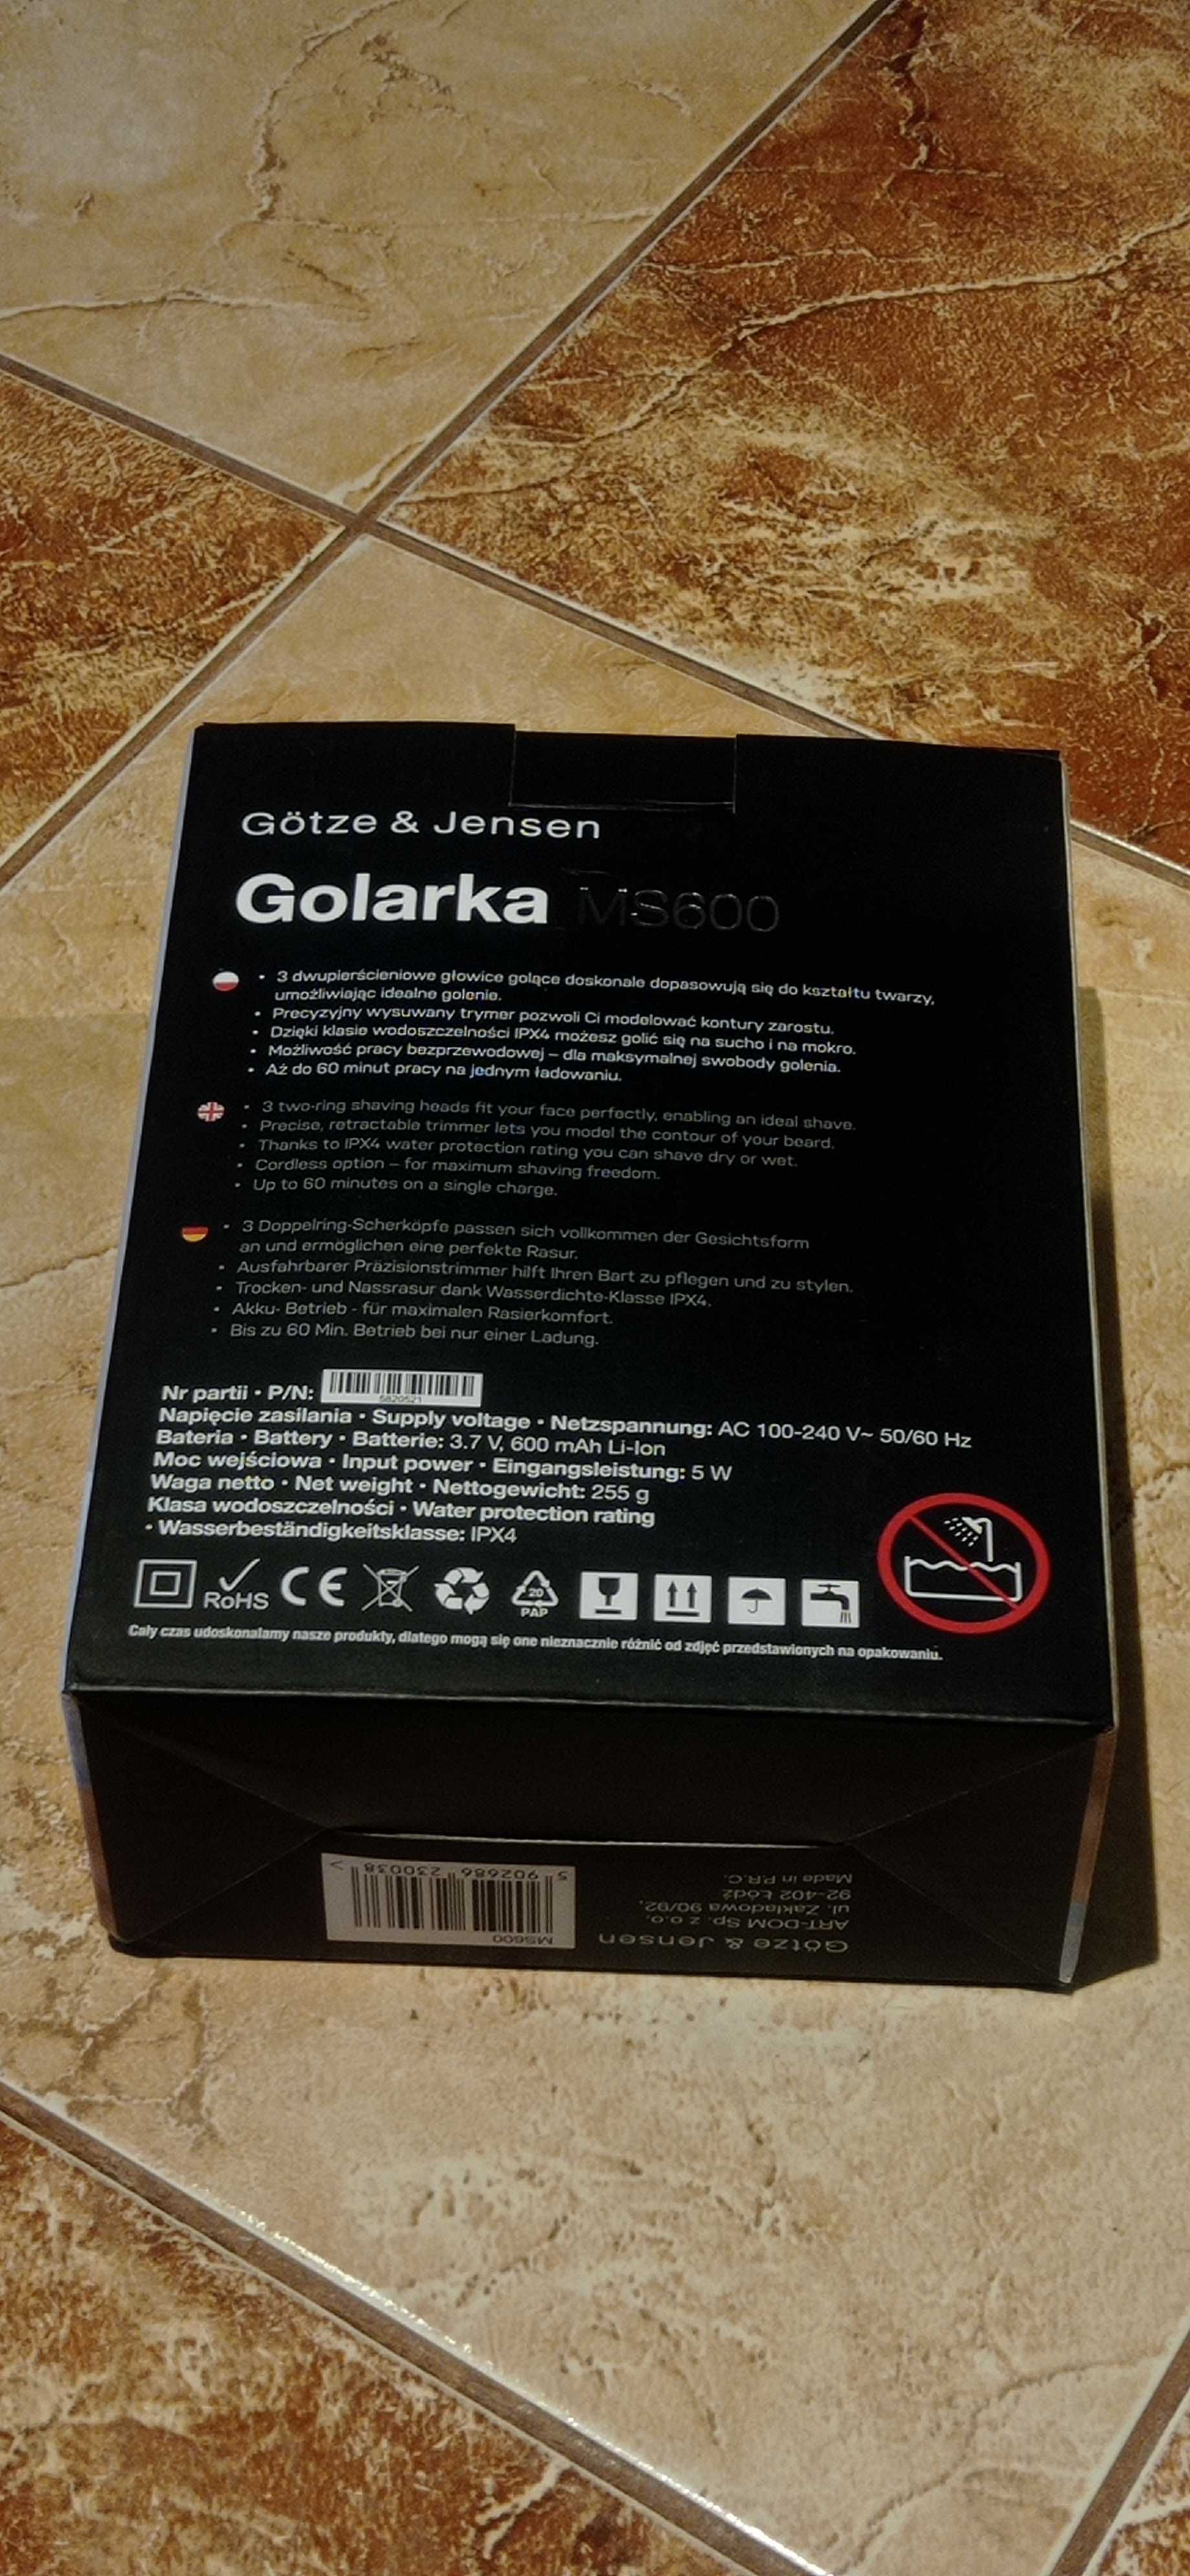 Götze & Jensen
Golarka MS600
• 3 dwupierścieniowe głowice golące doskonale dopasowują się do kształtu twarzy,
umożliwiając idealne golenie.
• Precyzyjny wysuwany trymer pozwoli Ci modelować kontury zarostu.
• Dzięki klasie wodoszczelności IPX4 możesz golić się na sucho i na mokro.
• Możliwość pracy bezprzewodowej – dla maksymalnej swobody golenia.
• Aż do 60 minut pracy na jednym ładowaniu.
• 3 two-ring shaving heads fit your face perfectly, enabling an ideal shave.
• Precise, retractable trimmer lets you model the contour of your beard.
• Thanks to IPX4 water protection rating you can shave dry or wet.
• Cordless option – for maximum shaving freedom.
• Up to 60 minutes on a single charge.
• 3 Doppelring-Scherköpfe passen sich vollkommen der Gesichtsform
an und ermöglichen eine perfekte Rasur.
• Ausfahrbarer Präzisionstrimmer hilft Ihren Bart zu pflegen und zu stylen.
• Trocken- und Nassrasur dank Wasserdichte-Klasse IPX4.
• Akku- Betrieb - für maximalen Rasierkomfort.
• Bis zu 60 Min. Betrieb bei nur einer Ladung.
Nr partii • P/N:
5820521
Napięcie zasilania • Supply voltage • Netzspannung: AC 100-240 V~ 50/60 Hz
Bateria • Battery • Batterie: 3.7 V, 600 mAh Li-Ion
Moc wejściowa • Input power • Eingangsleistung: 5 W
Waga netto • Net weight • Nettogewicht: 255 g
Klasa wodoszczelności • Water protection rating
• Wasserbeständigkeitsklasse: IPX4
RoHS CE 20 PAP
Cały czas udoskonalamy nasze produkty, dlatego mogą się one nieznacznie różnić od zdjęć przedstawionych na opakowaniu.
Götze & Jensen
ART-DOM Sp. z o.o.
ul. Zakładowa 90/92,
92-402 Łódź
Made in P.R.C.
MS600
5 902686 230038 >